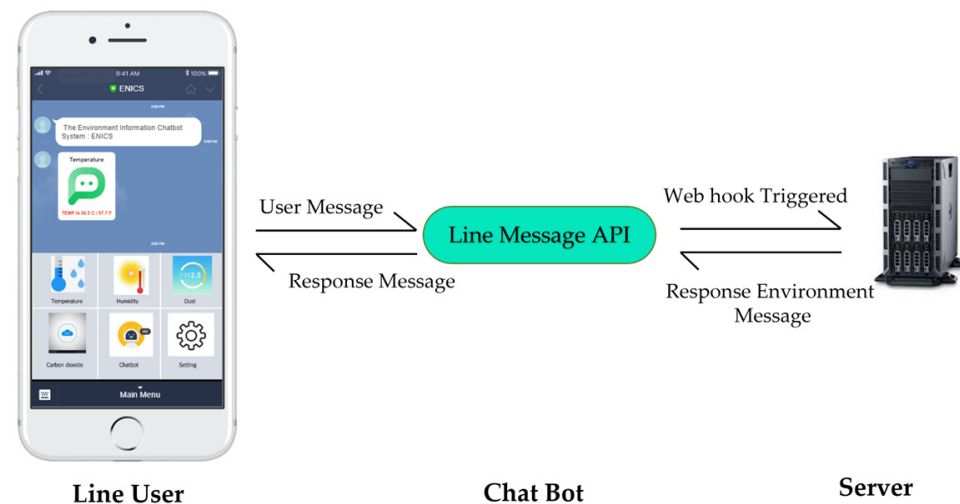 9:41 AM
100%
ENICS
The Environment Information Chatbot
System : ENICS
Temperature
TEMP is 36.5 C / 97.7 F
PM2.5
Temperature
Humidity
Dust
Carbon dioxide
Chatbot
Setting
Main Menu
User Message
Response Message
Line Message API
Web hook Triggered
Response Environment
Message
Line User
Chat Bot
Server